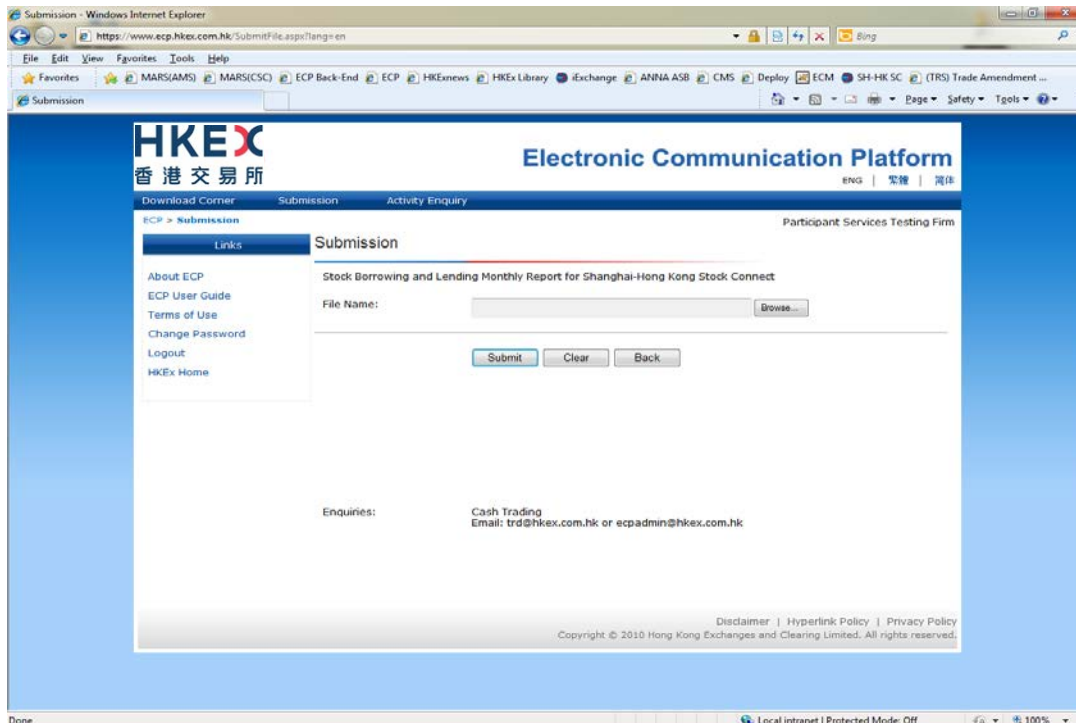 Submission - Windows Internet Explorer
https://www.ecp.hkex.com.hk/SubmitFile.aspx?lang=en
Bing
File Edit View Favorites Tools Help
Favorites MARS(AMS) MARS(CSC) ECP Back-End ECP HKExnews HKEx Library iExchange ANNA ASB CMS Deploy ECM SH-HK SC (TRS) Trade Amendment ...
Submission
Page Safety Tools
HKEX
香港交易所
Electronic Communication Platform
ENG | 繁體 | 简体
Download Corner Submission Activity Enquiry
ECP > Submission
Participant Services Testing Firm
Links
Submission
About ECP
ECP User Guide
Terms of Use
Change Password
Logout
HKEx Home
Stock Borrowing and Lending Monthly Report for Shanghai-Hong Kong Stock Connect
File Name:
Browse...
Submit Clear Back
Enquiries:
Cash Trading
Email: trd@hkex.com.hk or ecpadmin@hkex.com.hk
Disclaimer | Hyperlink Policy | Privacy Policy
Copyright © 2010 Hong Kong Exchanges and Clearing Limited. All rights reserved.
Done
Local intranet | Protected Mode: Off
100%